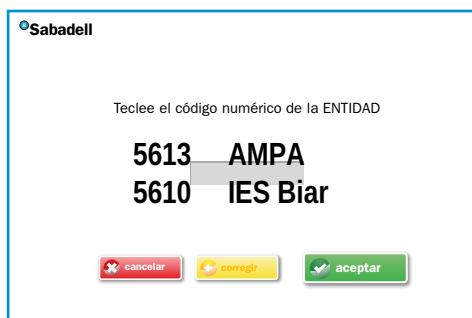 Sabadell
Teclee el código numérico de la ENTIDAD
5613 AMPA
5610 IES Biar
cancelar corregir aceptar